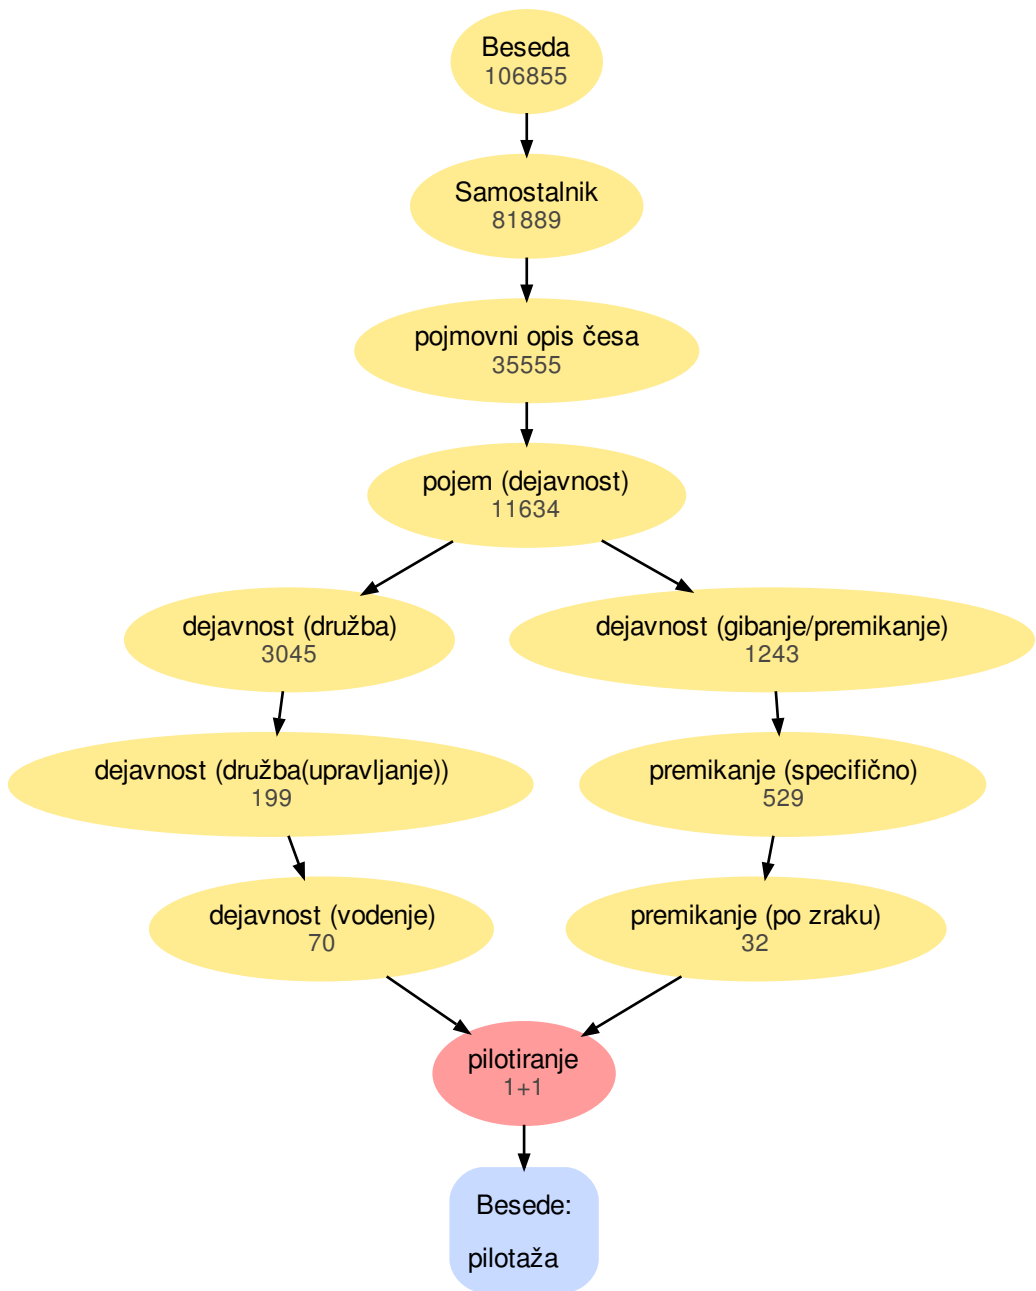 Beseda
106855
Samostalnik
81889
pojmovni opis česa
35555
pojem (dejavnost)
11634
dejavnost (družba)
3045
dejavnost (gibanje/premikanje)
1243
dejavnost (družba(upravljanje))
199
premikanje (specifično)
529
dejavnost (vodenje)
70
premikanje (po zraku)
32
pilotiranje
1+1
Besede:
pilotaža